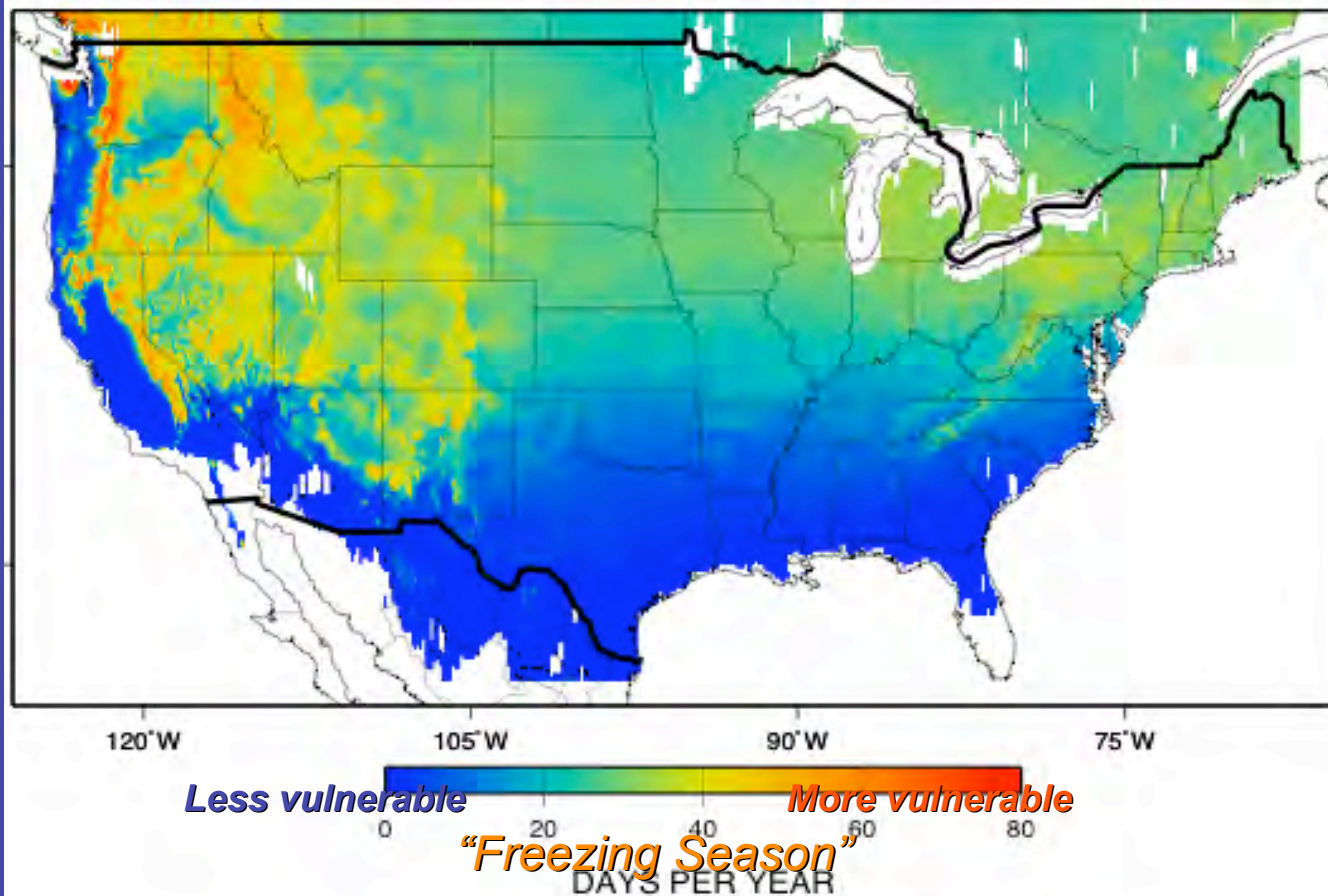 120°W 105°W 90°W 75°W
Less vulnerable More vulnerable
0 20 40 60 80
“Freezing Season”
DAYS PER YEAR